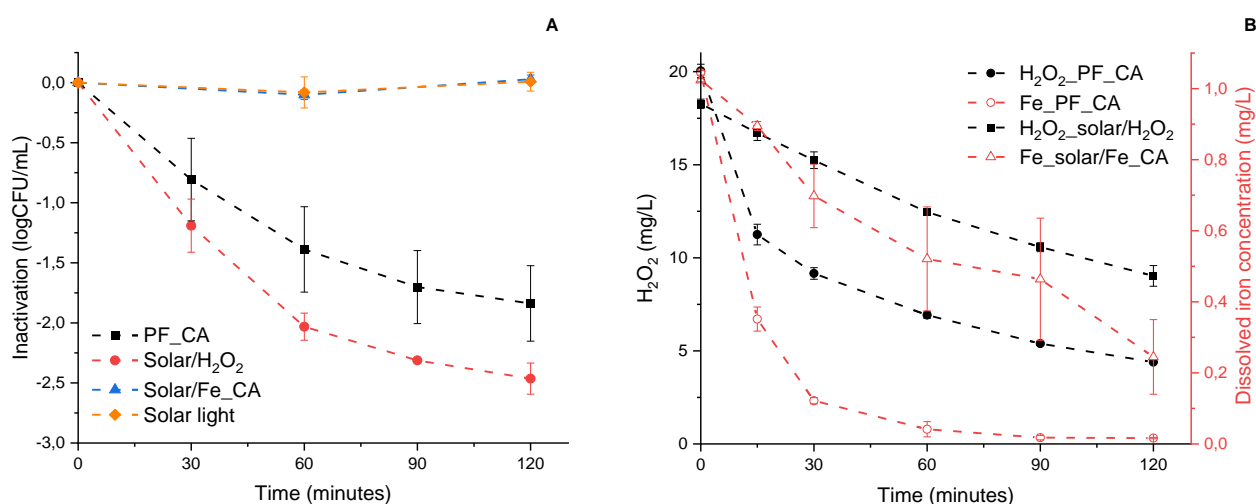 A
0,0
-0,5
-1,0
-1,5
-2,0
-2,5
-3,0
Inactivation (logCFU/mL)
PF_CA
Solar/H₂O₂
Solar/Fe_CA
Solar light
0 30 60 90 120
Time (minutes)
B
20
15
10
5
0
H₂O₂ (mg/L)
H₂O₂_PF_CA
Fe_PF_CA
H₂O₂_solar/H₂O₂
Fe_solar/Fe_CA
1,0
0,8
0,6
0,4
0,2
0,0
Dissolved iron concentration (mg/L)
0 30 60 90 120
Time (minutes)